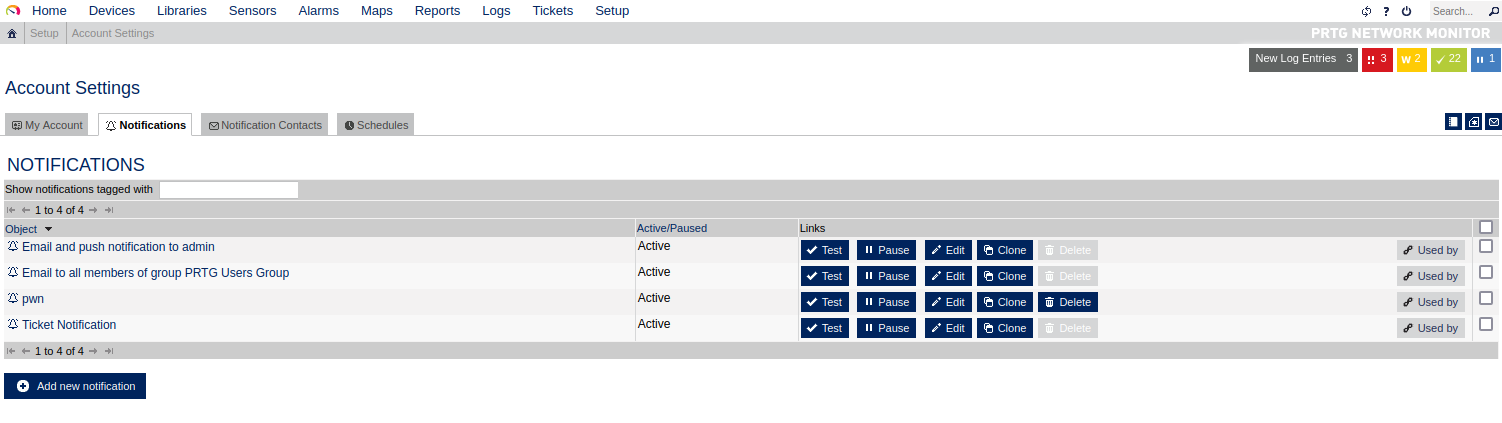 Home Devices Libraries Sensors Alarms Maps Reports Logs Tickets Setup ? Search...
Setup Account Settings PRTG NETWORK MONITOR
New Log Entries 3 !! 3 W 2 22 1
Account Settings
My Account Notifications Notification Contacts Schedules
NOTIFICATIONS
Show notifications tagged with
1 to 4 of 4
Object Active/Paused Links
Email and push notification to admin Active Test Pause Edit Clone Delete Used by
Email to all members of group PRTG Users Group Active Test Pause Edit Clone Delete Used by
pwn Active Test Pause Edit Clone Delete Used by
Ticket Notification Active Test Pause Edit Clone Delete Used by
1 to 4 of 4
Add new notification